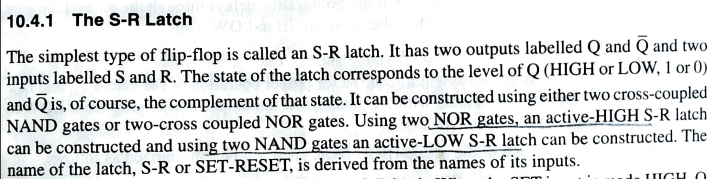 10.4.1 The S-R Latch
The simplest type of flip-flop is called an S-R latch. It has two outputs labelled Q and Q̅ and two
inputs labelled S and R. The state of the latch corresponds to the level of Q (HIGH or LOW, 1 or 0)
and Q̅ is, of course, the complement of that state. It can be constructed using either two cross-coupled
NAND gates or two-cross coupled NOR gates. Using two NOR gates, an active-HIGH S-R latch
can be constructed and using two NAND gates an active-LOW S-R latch can be constructed. The
name of the latch, S-R or SET-RESET, is derived from the names of its inputs.